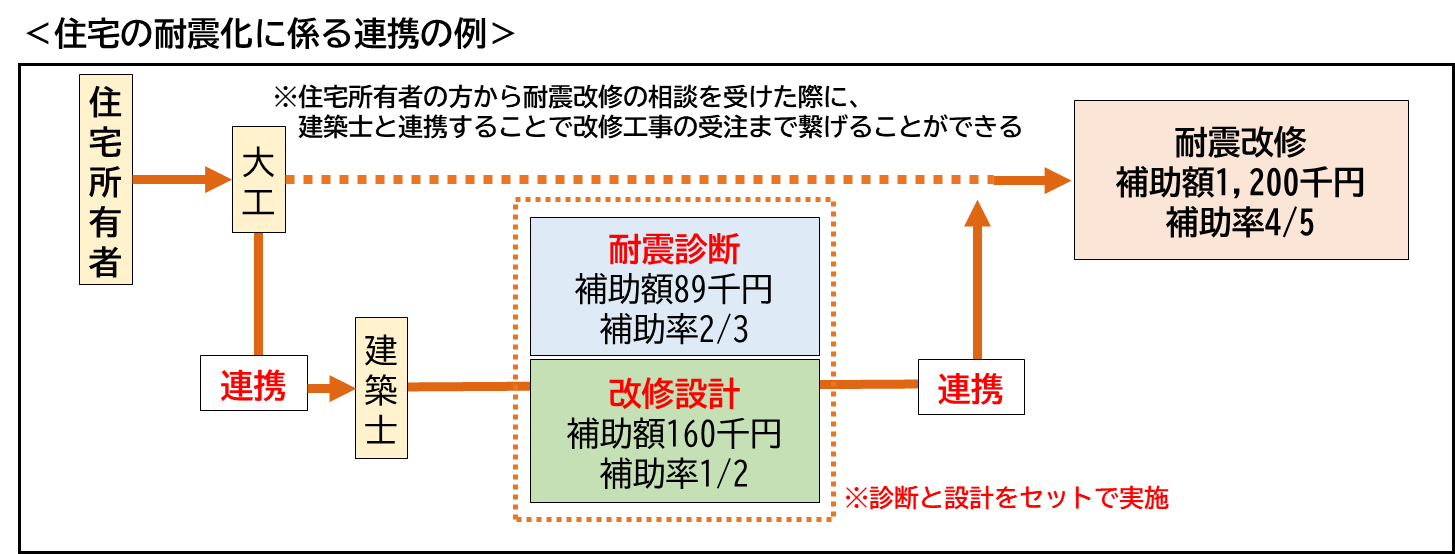 ＜住宅の耐震化に係る連携の例＞
住宅所有者
※住宅所有者の方から耐震改修の相談を受けた際に、
建築士と連携することで改修工事の受注まで繋げることができる
大工
耐震改修
補助額1,200千円
補助率4/5
耐震診断
補助額89千円
補助率2/3
連携
建築士
改修設計
補助額160千円
補助率1/2
連携
※診断と設計をセットで実施